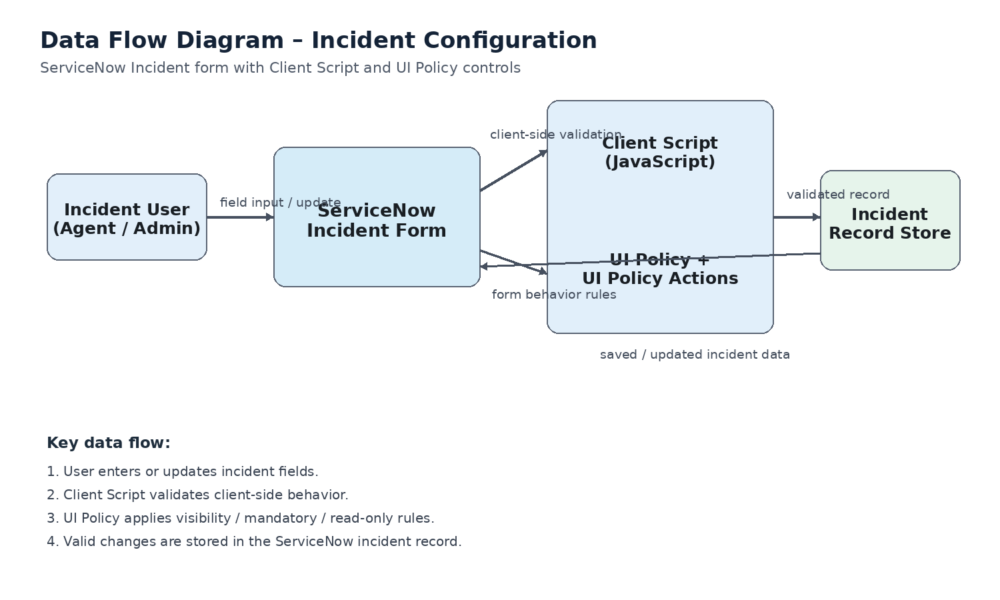 Data Flow Diagram – Incident Configuration
ServiceNow Incident form with Client Script and UI Policy controls
Incident User
(Agent / Admin)
field input / update
ServiceNow
Incident Form
client-side validation
Client Script
(JavaScript)
UI Policy +
UI Policy Actions
form behavior rules
validated record
Incident
Record Store
saved / updated incident data
Key data flow:
1. User enters or updates incident fields.
2. Client Script validates client-side behavior.
3. UI Policy applies visibility / mandatory / read-only rules.
4. Valid changes are stored in the ServiceNow incident record.